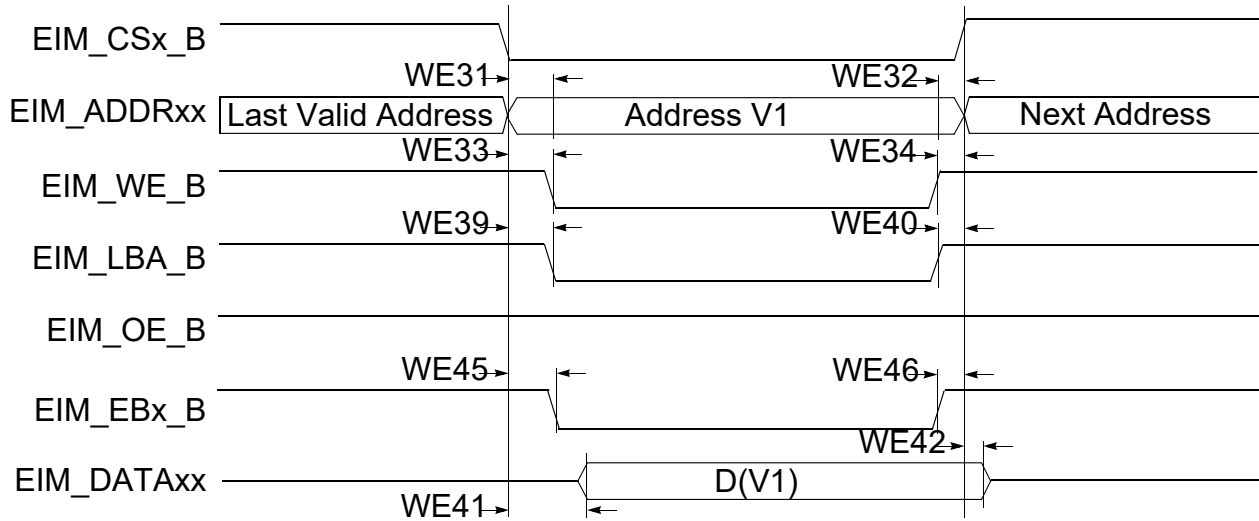 EIM_CSx_B
WE31 WE32
EIM_ADDRxx Last Valid Address Address V1 Next Address
WE33 WE34
EIM_WE_B
WE39 WE40
EIM_LBA_B
EIM_OE_B
WE45 WE46
EIM_EBx_B
WE42
EIM_DATAxx D(V1)
WE41